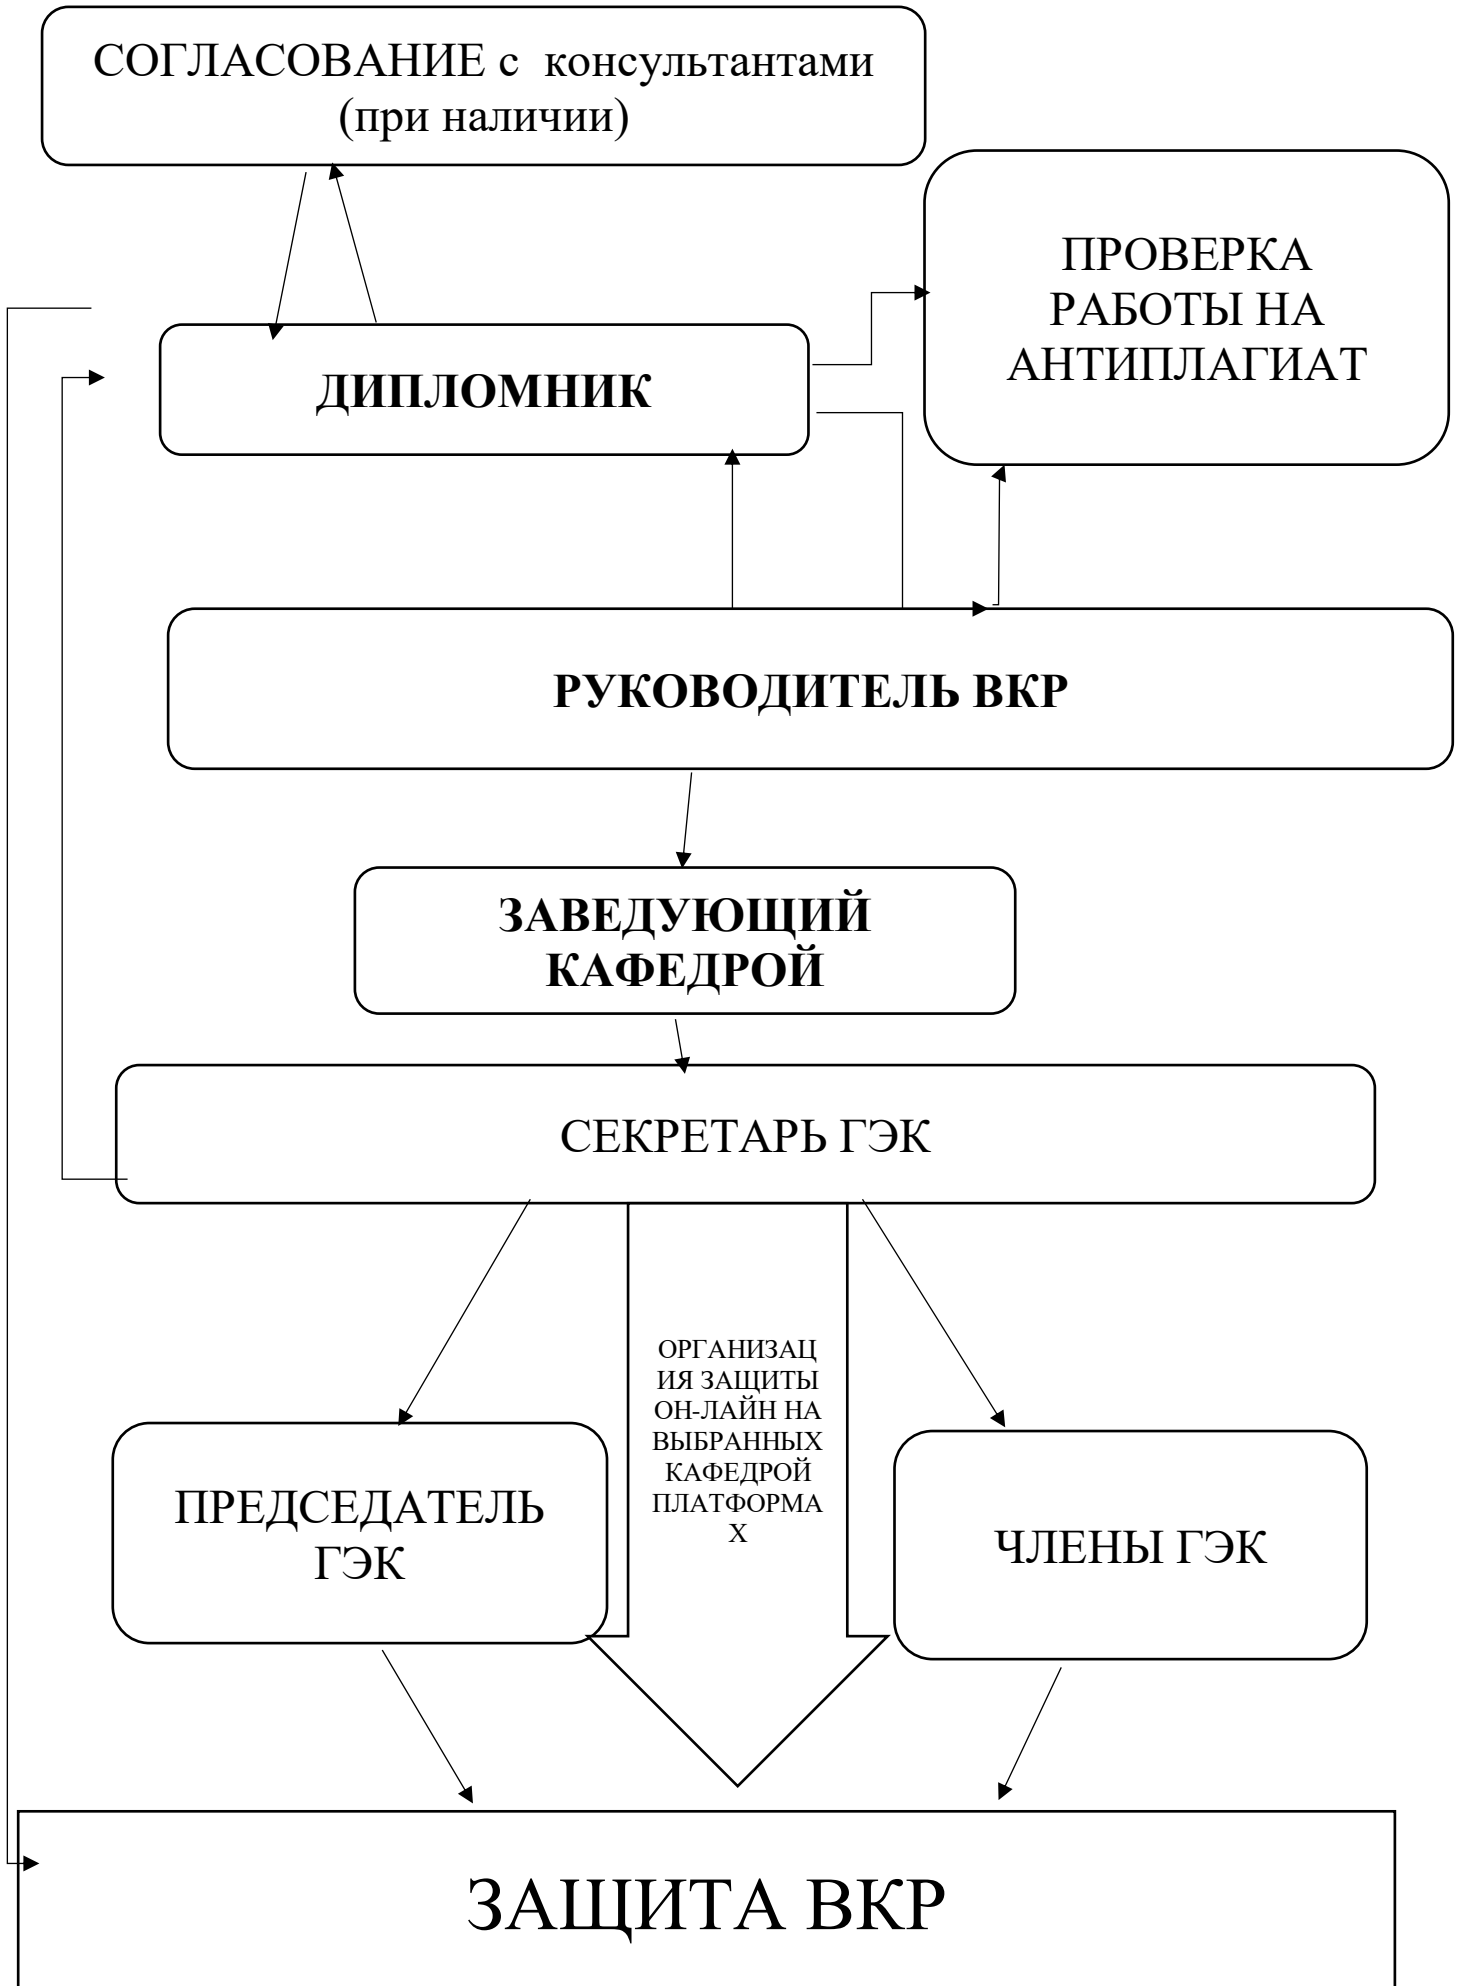 СОГЛАСОВАНИЕ с  консультантами
(при наличии)
ПРОВЕРКА
РАБОТЫ НА
АНТИПЛАГИАТ
ДИПЛОМНИК
РУКОВОДИТЕЛЬ ВКР
ЗАВЕДУЮЩИЙ
КАФЕДРОЙ
СЕКРЕТАРЬ ГЭК
ОРГАНИЗАЦ
ИЯ ЗАЩИТЫ
ОН-ЛАЙН НА
ВЫБРАННЫХ
КАФЕДРОЙ
ПЛАТФОРМА
Х
ПРЕДСЕДАТЕЛЬ
ГЭК
ЧЛЕНЫ ГЭК
ЗАЩИТА ВКР